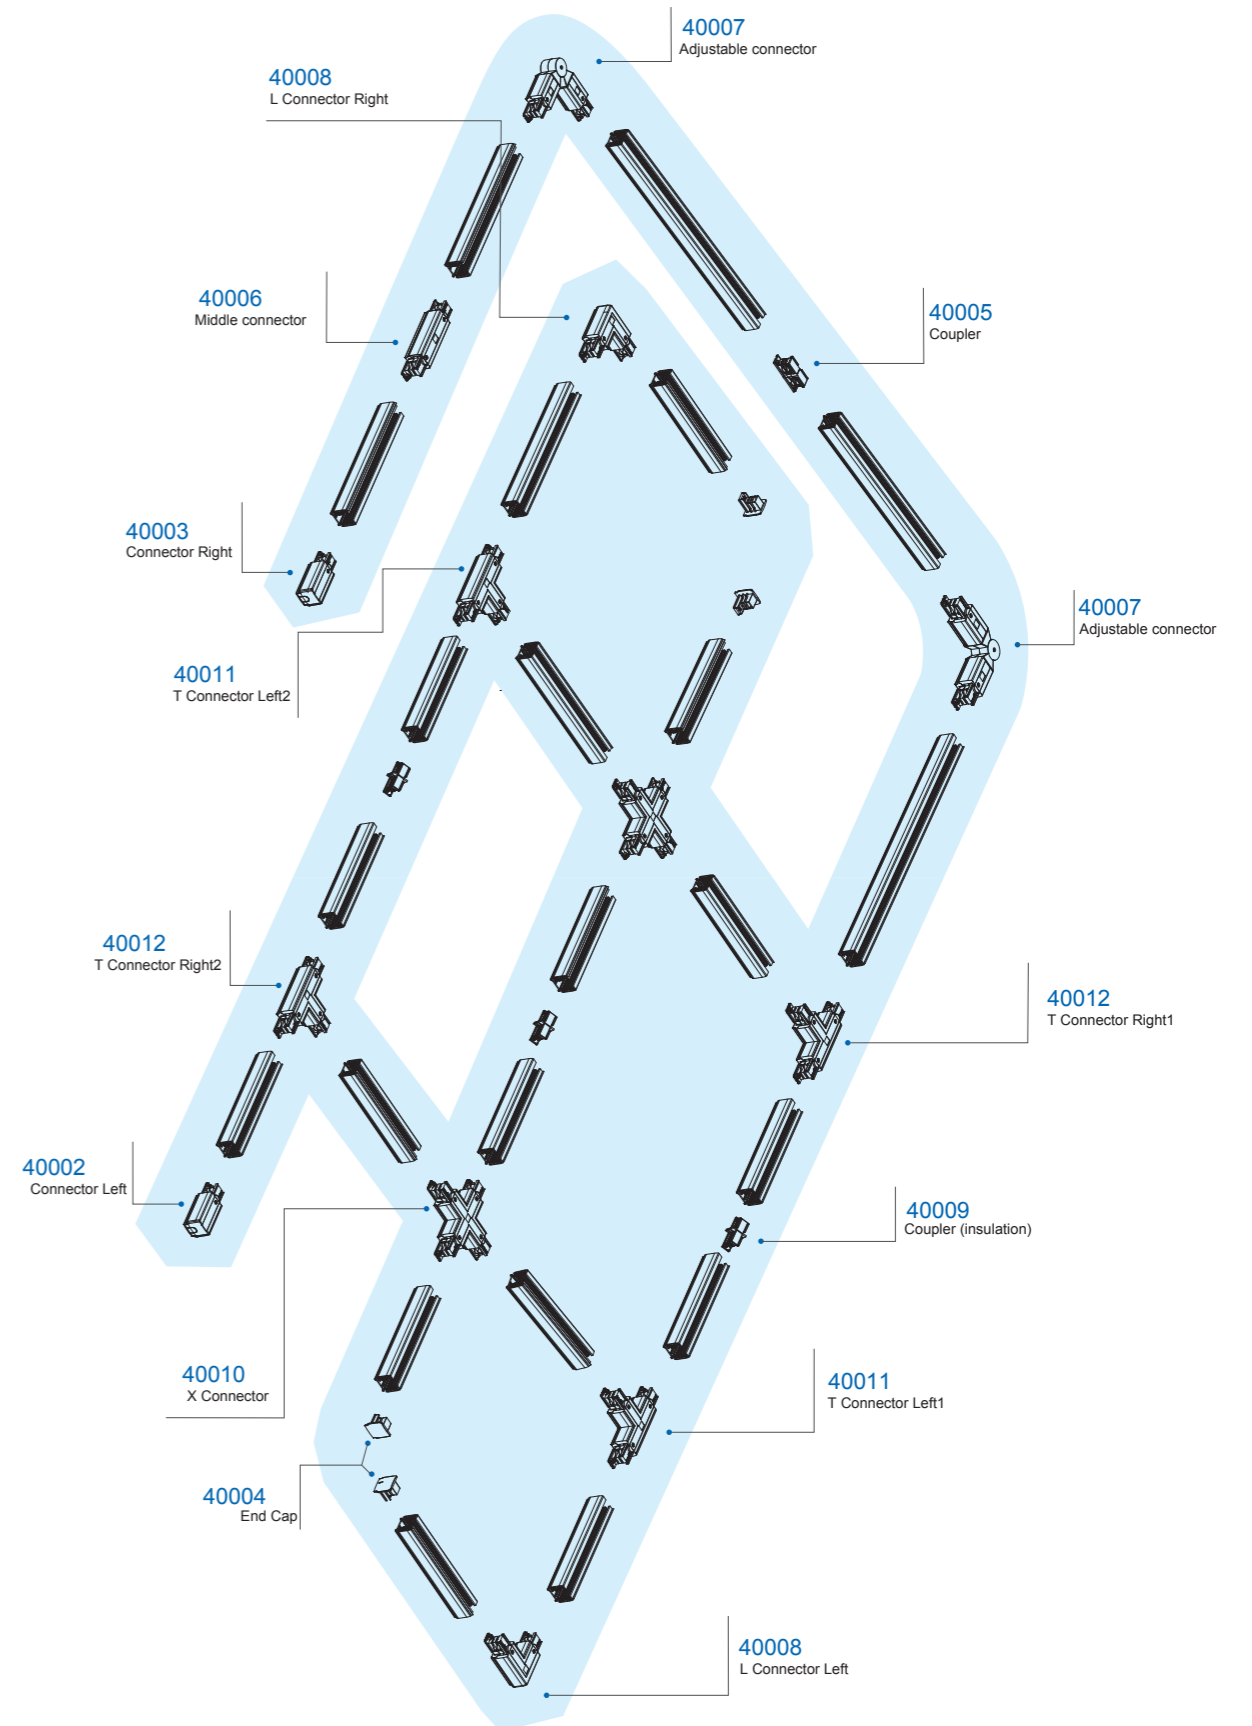 40007
Adjustable connector
40008
L Connector Right
40006
Middle connector
40005
Coupler
40003
Connector Right
40007
Adjustable connector
40011
T Connector Left2
40012
T Connector Right2
40012
T Connector Right1
40002
Connector Left
40009
Coupler (insulation)
40010
X Connector
40011
T Connector Left1
40004
End Cap
40008
L Connector Left